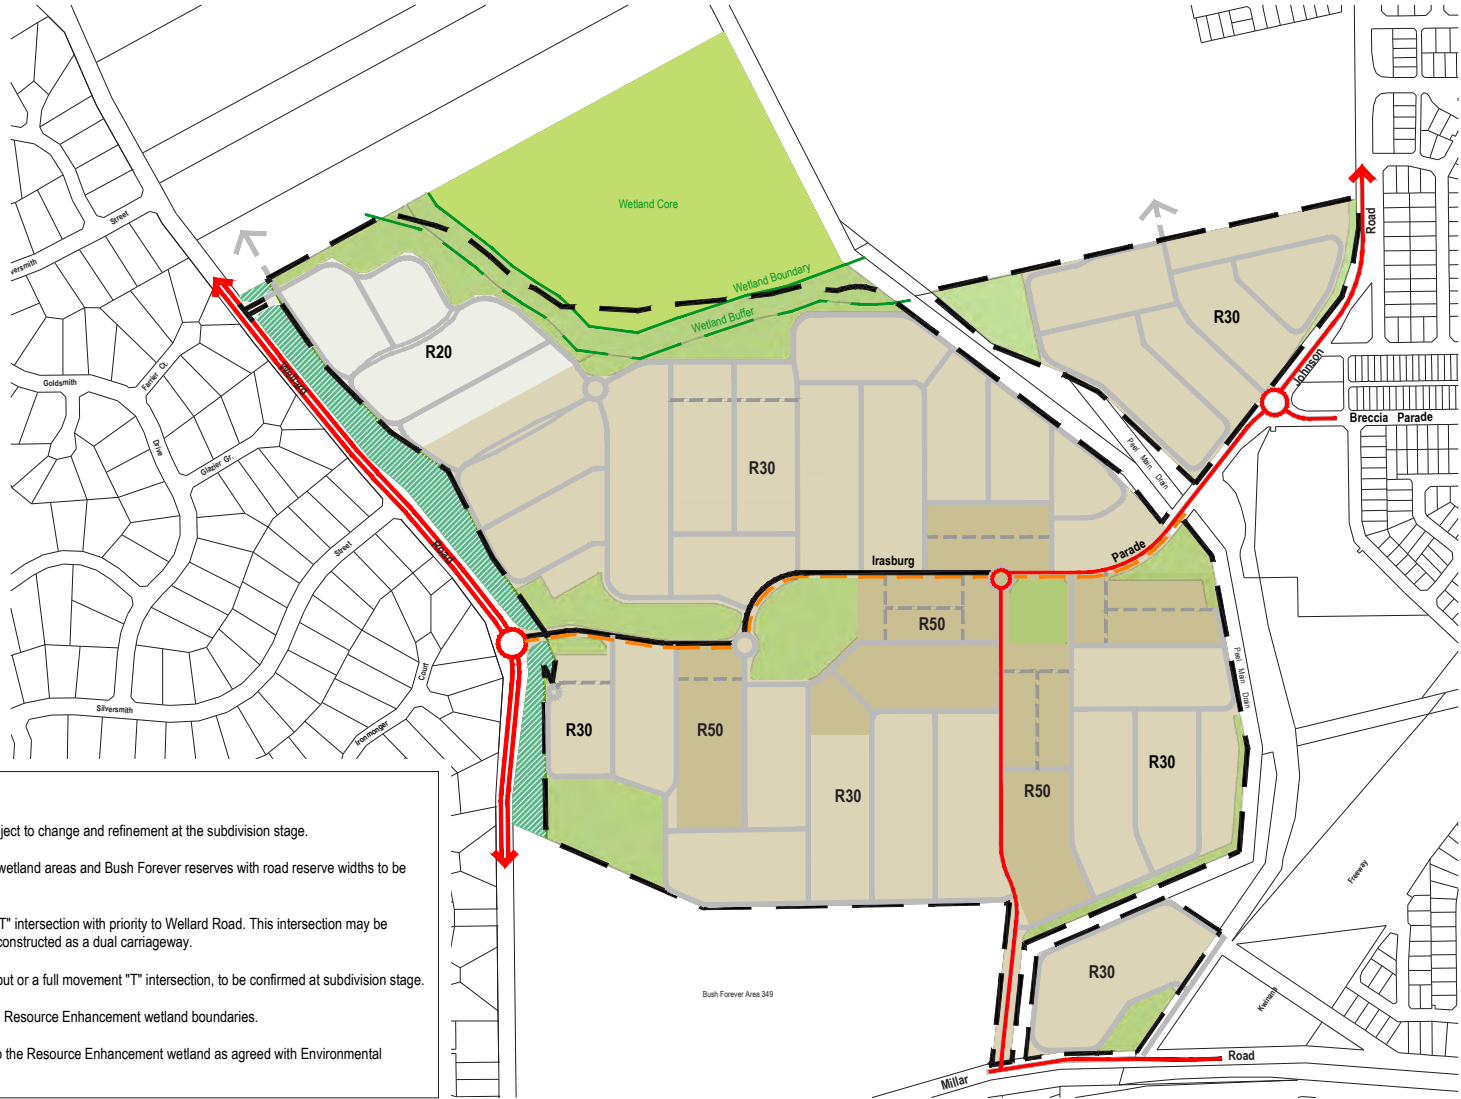 Wetland Core
Wetland Boundary
Wetland Buffer
Street
Road
R30
Johnson
Breccia Parade
R20
Goldsmith
Farrier Ct.
Drive
Glazier Gr.
Wellard
Road
Street
R30
Peel Main Drain
Irasburg
Parade
R50
Peel Main Drain
Court
Silversmith
Ironmonger
R30
R50
R30
R50
R30
Freeway
Kwinana
R30
Bush Forever Area 349
Millar
Road
ject to change and refinement at the subdivision stage.
wetland areas and Bush Forever reserves with road reserve widths to be
T" intersection with priority to Wellard Road. This intersection may be
constructed as a dual carriageway.
out or a full movement "T" intersection, to be confirmed at subdivision stage.
Resource Enhancement wetland boundaries.
o the Resource Enhancement wetland as agreed with Environmental